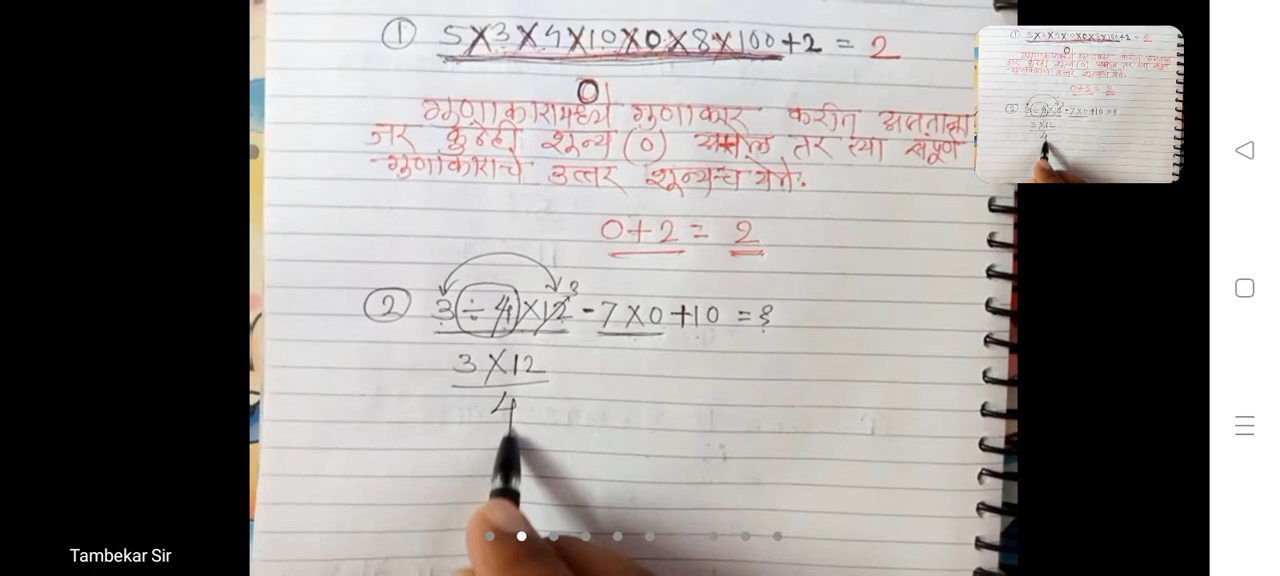 ① 5×3×4×10×0×8×100+2 = 2
0
गुणाकारामध्ये गुणाकार करीत असताना
जर कुठेही शून्य (0) असेल तर त्या संपूर्ण
गुणाकाराचे उत्तर शून्यच येते.
0+2 = 2
② 3÷4×12³-7×0+10 = ?
3×12
4
Tambekar Sir